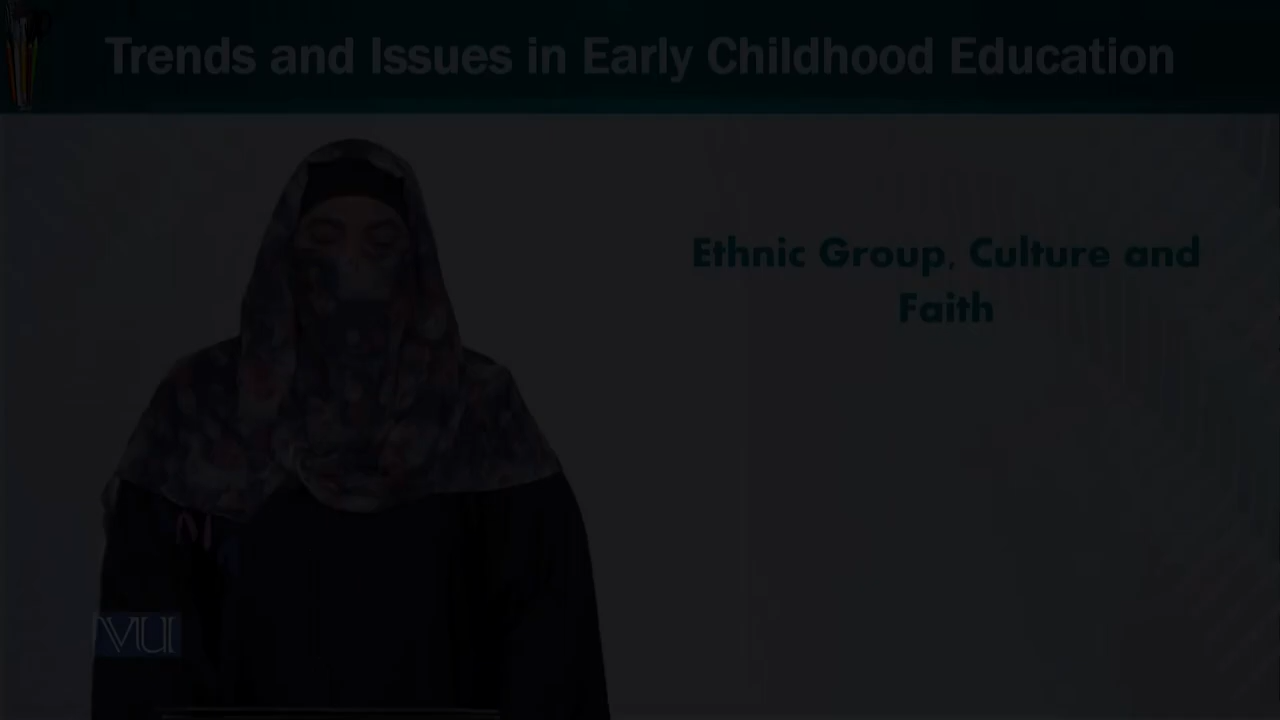 Trends and Issues in Early Childhood Education
Ethnic Group, Culture and
Faith
VU